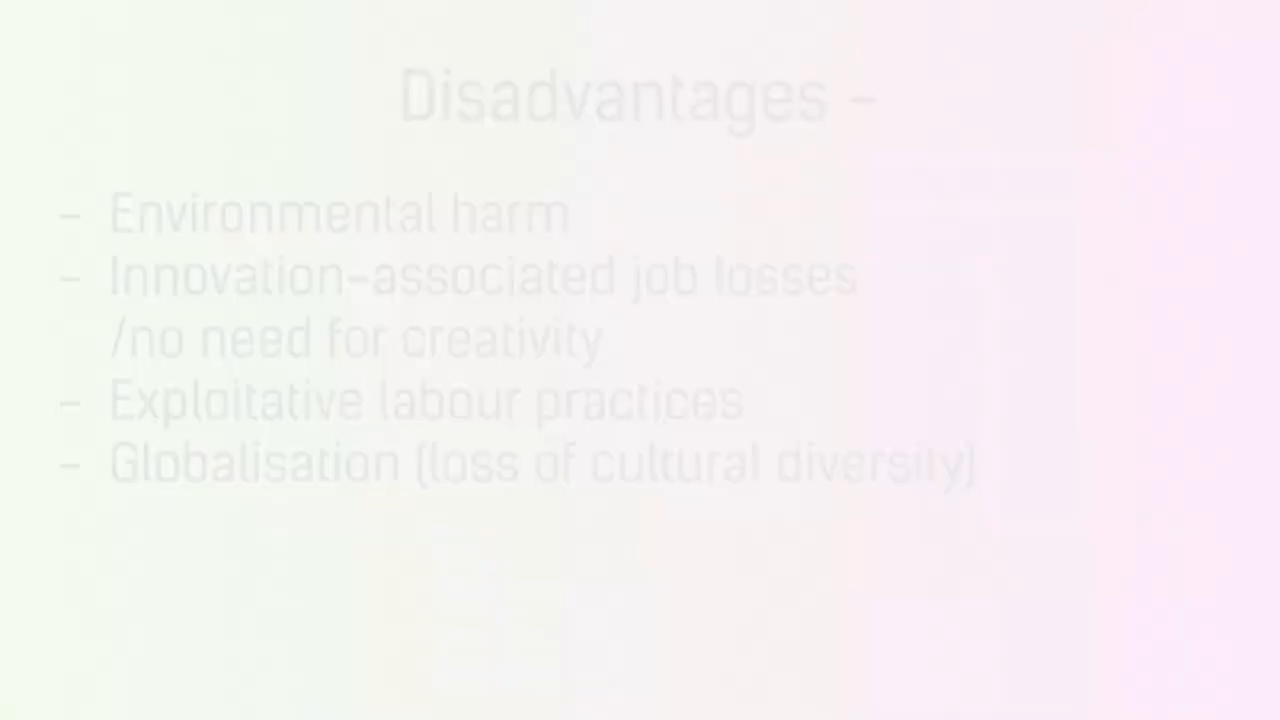 Disadvantages -
- Environmental harm
- Innovation-associated job losses
/no need for creativity
- Exploitative labour practices
- Globalisation (loss of cultural diversity)